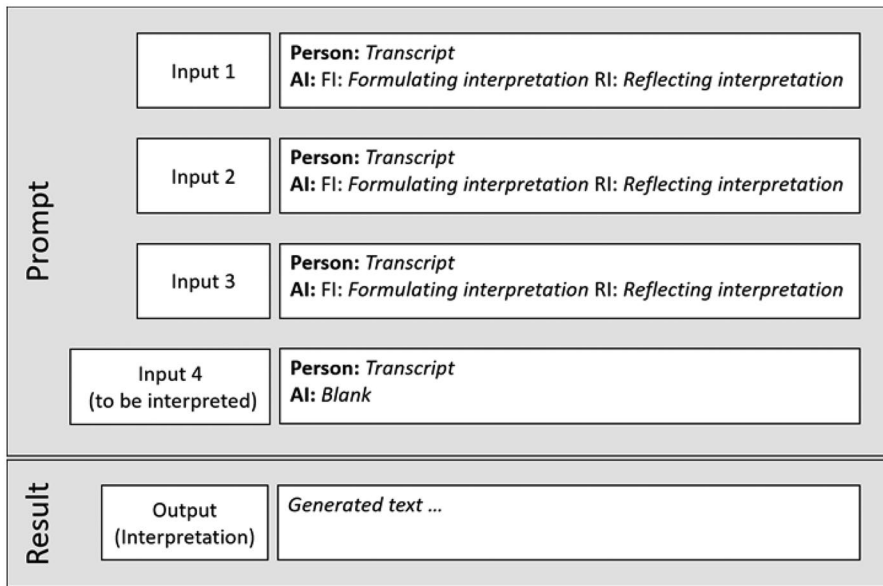 Prompt
Input 1
Person: Transcript
AI: FI: Formulating interpretation RI: Reflecting interpretation
Input 2
Person: Transcript
AI: FI: Formulating interpretation RI: Reflecting interpretation
Input 3
Person: Transcript
AI: FI: Formulating interpretation RI: Reflecting interpretation
Input 4
(to be interpreted)
Person: Transcript
AI: Blank
Result
Output
(Interpretation)
Generated text ...